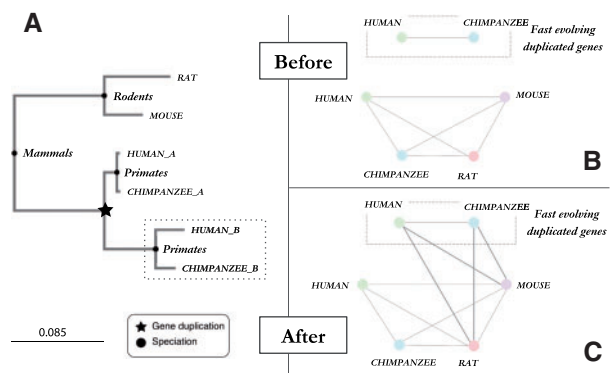 A
RAT
Rodents
MOUSE
Mammals
HUMAN_A
Primates
CHIMPANZEE_A
HUMAN_B
Primates
CHIMPANZEE_B
0.085
Gene duplication
Speciation
Before
HUMAN
CHIMPANZEE
Fast evolving
duplicated genes
HUMAN
MOUSE
CHIMPANZEE
RAT
B
After
HUMAN
CHIMPANZEE
Fast evolving
duplicated genes
HUMAN
MOUSE
CHIMPANZEE
RAT
C